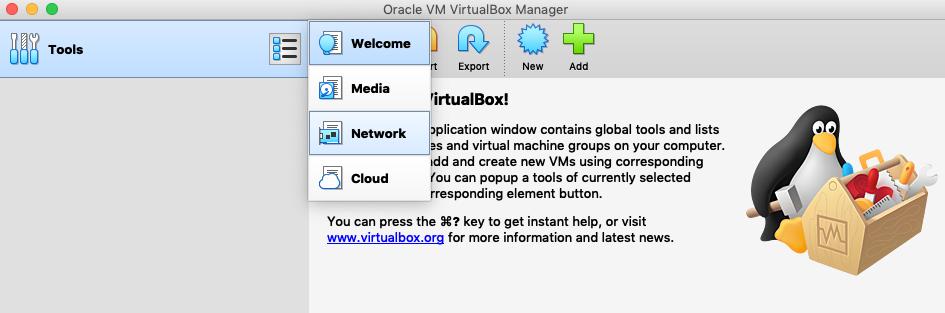 Oracle VM VirtualBox Manager
Tools
Welcome
Media
Network
Cloud
rt
Export
New
Add
VirtualBox!
pplication window contains global tools and lists
es and virtual machine groups on your computer.
add and create new VMs using corresponding
You can popup a tools of currently selected
rresponding element button.
You can press the ⌘? key to get instant help, or visit
www.virtualbox.org for more information and latest news.